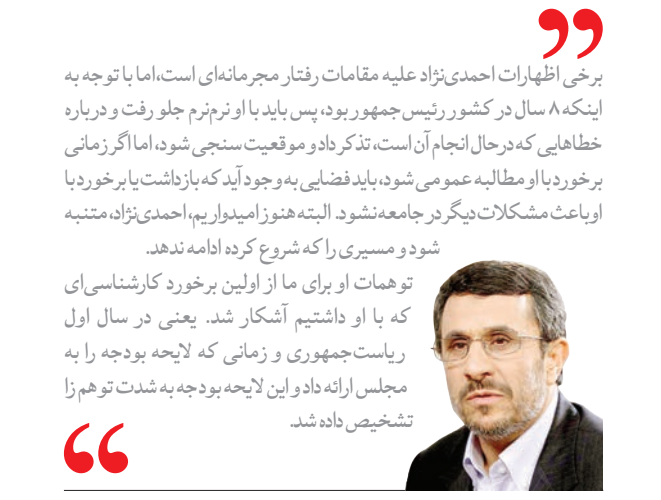 برخی اظهارات احمدی‌نژاد علیه مقامات رفتار مجرمانه‌ای است،اما با توجه به
اینکه ۸ سال در کشور رئیس‌جمهور بود، پس باید با او نرم‌نرم جلو رفت و درباره
خطاهایی که درحال انجام آن است، تذکر داد و موقعیت سنجی شود، اما اگر زمانی
برخورد با او مطالبه عمومی شود، باید فضایی به وجود آید که بازداشت یا برخورد با
او باعث مشکلات دیگر در جامعه نشود. البته هنوز امیدواریم، احمدی‌نژاد، متنبه
شود و مسیری را که شروع کرده ادامه ندهد.
توهمات او برای ما از اولین برخورد کارشناسی‌ای
که با او داشتیم آشکار شد. یعنی در سال اول
ریاست‌جمهوری و زمانی که لایحه بودجه را به
مجلس ارائه داد و این لایحه بودجه به شدت توهم زا
تشخیص داده شد.